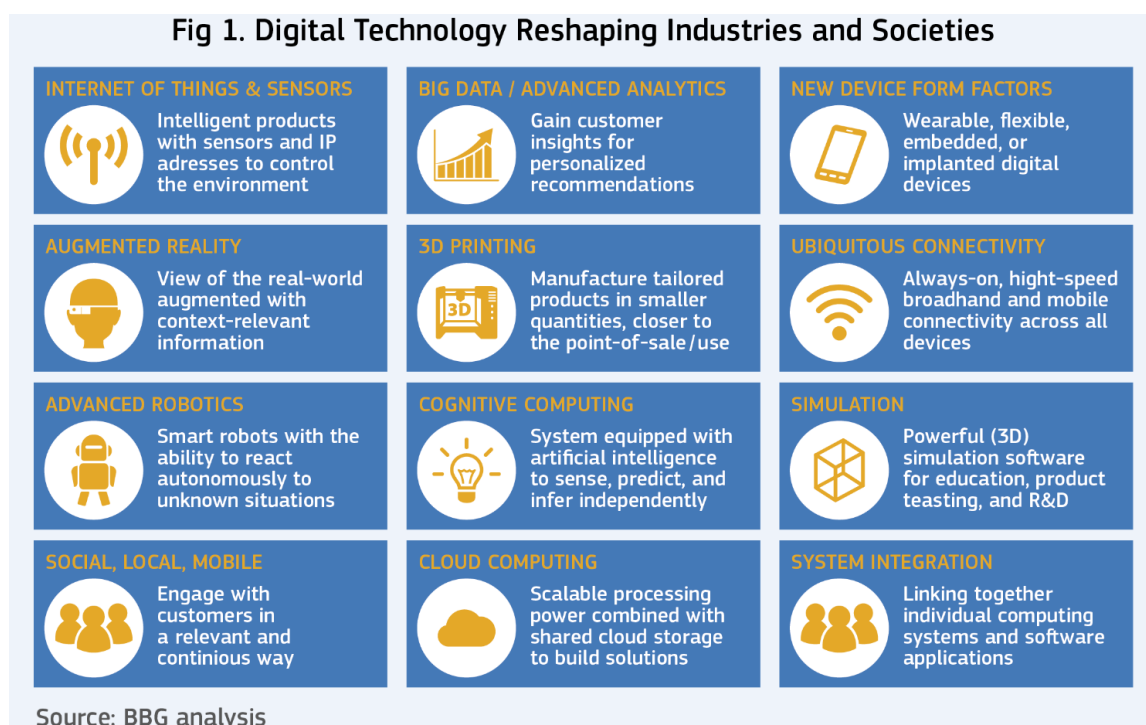 Fig 1. Digital Technology Reshaping Industries and Societies
INTERNET OF THINGS & SENSORS
Intelligent products
with sensors and IP
adresses to control
the environment
BIG DATA / ADVANCED ANALYTICS
Gain customer
insights for
personalized
recommendations
NEW DEVICE FORM FACTORS
Wearable, flexible,
embedded, or
implanted digital
devices
AUGMENTED REALITY
View of the real-world
augmented with
context-relevant
information
3D PRINTING
3D
Manufacture tailored
products in smaller
quantities, closer to
the point-of-sale/use
UBIQUITOUS CONNECTIVITY
Always-on, hight-speed
broadhand and mobile
connectivity across all
devices
ADVANCED ROBOTICS
Smart robots with the
ability to react
autonomously to
unknown situations
COGNITIVE COMPUTING
System equipped with
artificial intelligence
to sense, predict, and
infer independently
SIMULATION
Powerful (3D)
simulation software
for education, product
teasting, and R&D
SOCIAL, LOCAL, MOBILE
Engage with
customers in
a relevant and
continious way
CLOUD COMPUTING
Scalable processing
power combined with
shared cloud storage
to build solutions
SYSTEM INTEGRATION
Linking together
individual computing
systems and software
applications
Source: BBG analysis